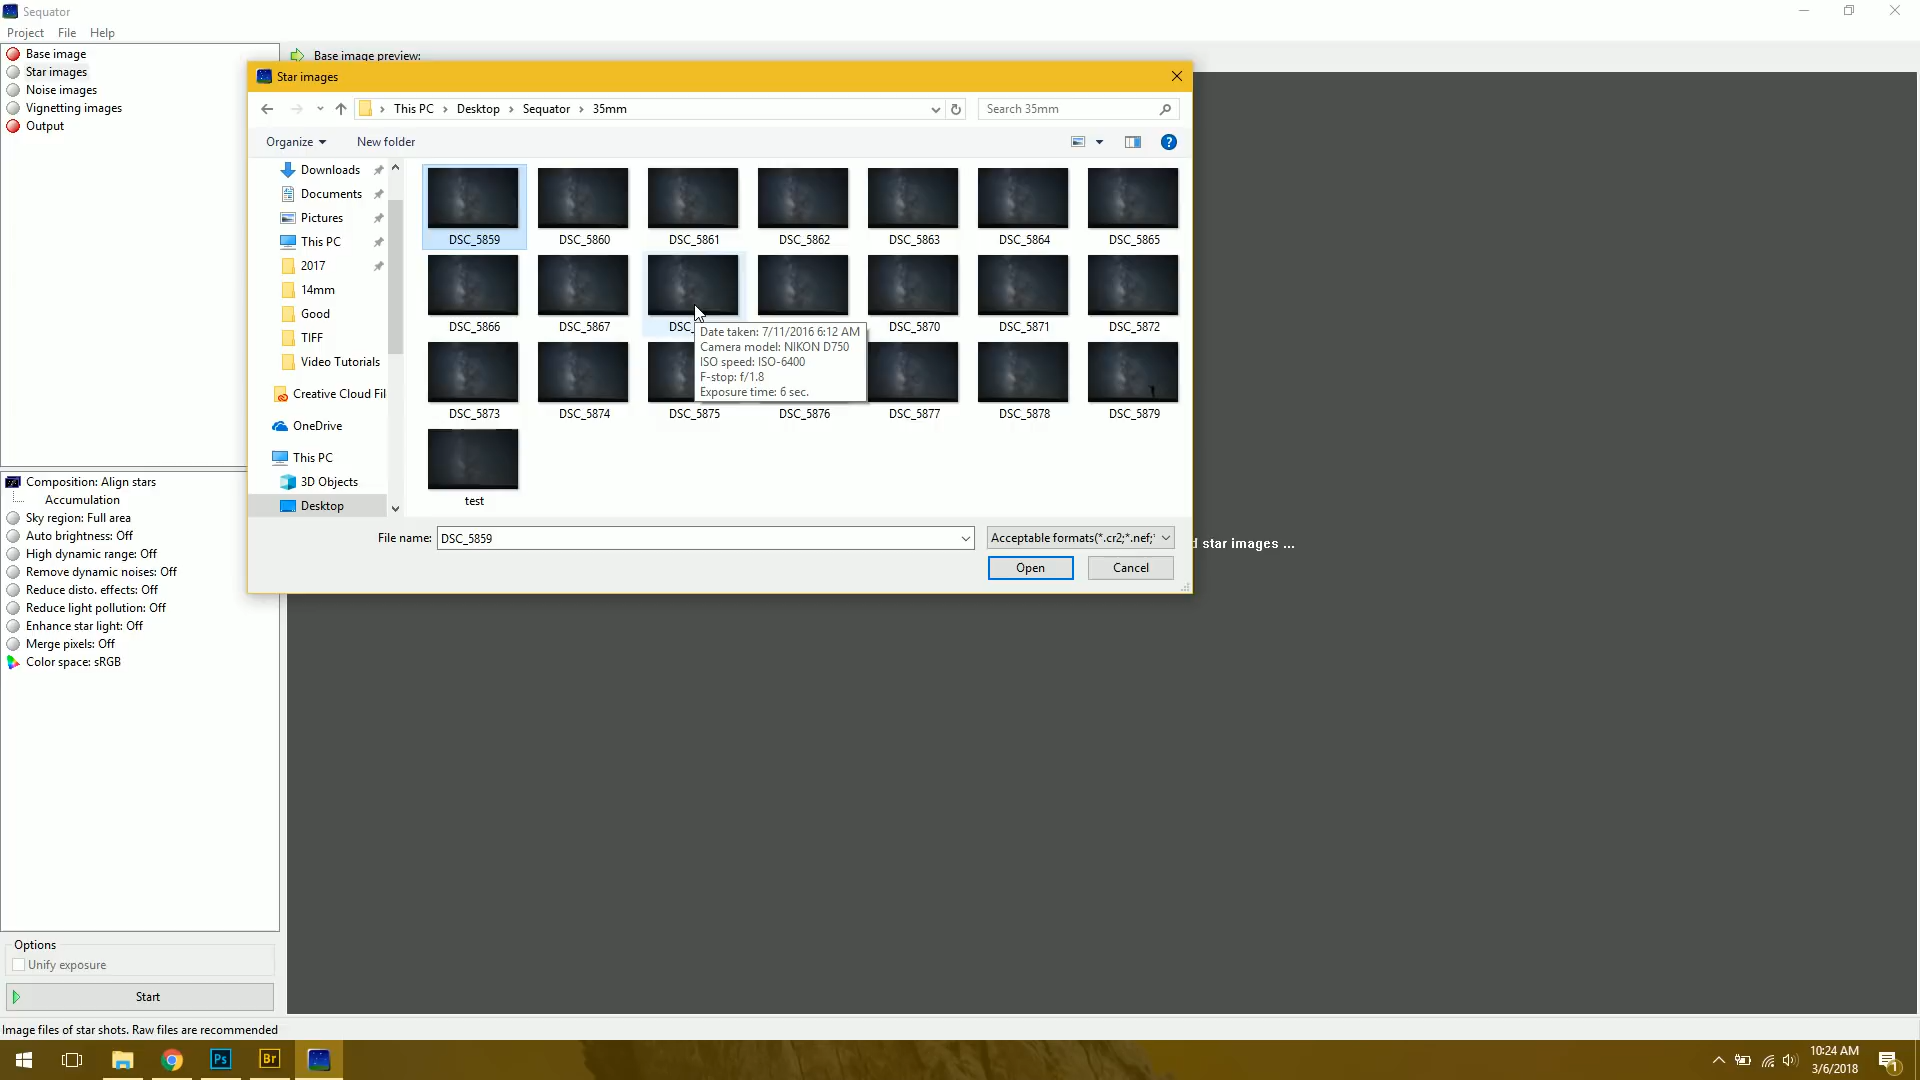 Sequator
Project File Help
Base image
Star images
Noise images
Vignetting images
Output
Base image preview:
Star images
This PC Desktop Sequator 35mm
Search 35mm
Organize New folder
Downloads
Documents
Pictures
This PC
2017
14mm
Good
TIFF
Video Tutorials
Creative Cloud Fil
OneDrive
This PC
3D Objects
Desktop
DSC_5859 DSC_5860 DSC_5861 DSC_5862 DSC_5863 DSC_5864 DSC_5865
DSC_5866 DSC_5867 DSC_ DSC_5870 DSC_5871 DSC_5872
Date taken: 7/11/2016 6:12 AM
Camera model: NIKON D750
ISO speed: ISO-6400
F-stop: f/1.8
Exposure time: 6 sec.
DSC_5873 DSC_5874 DSC_5875 DSC_5876 DSC_5877 DSC_5878 DSC_5879
test
File name: DSC_5859
Acceptable formats(*.cr2;*.nef;*
Open Cancel
d star images ...
Composition: Align stars
Accumulation
Sky region: Full area
Auto brightness: Off
High dynamic range: Off
Remove dynamic noises: Off
Reduce disto. effects: Off
Reduce light pollution: Off
Enhance star light: Off
Merge pixels: Off
Color space: sRGB
Options
Unify exposure
Start
Image files of star shots. Raw files are recommended
Ps Br
10:24 AM
3/6/2018
1